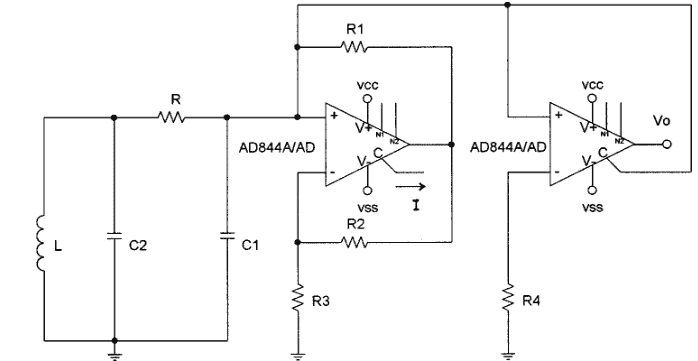 R1
R
VCC
VCC
Vo
+
V+
N1
N2
+
V+
N1
N2
AD844A/AD
C
AD844A/AD
C
V-
V-
-
-
I
VSS
VSS
R2
L
C2
C1
R3
R4